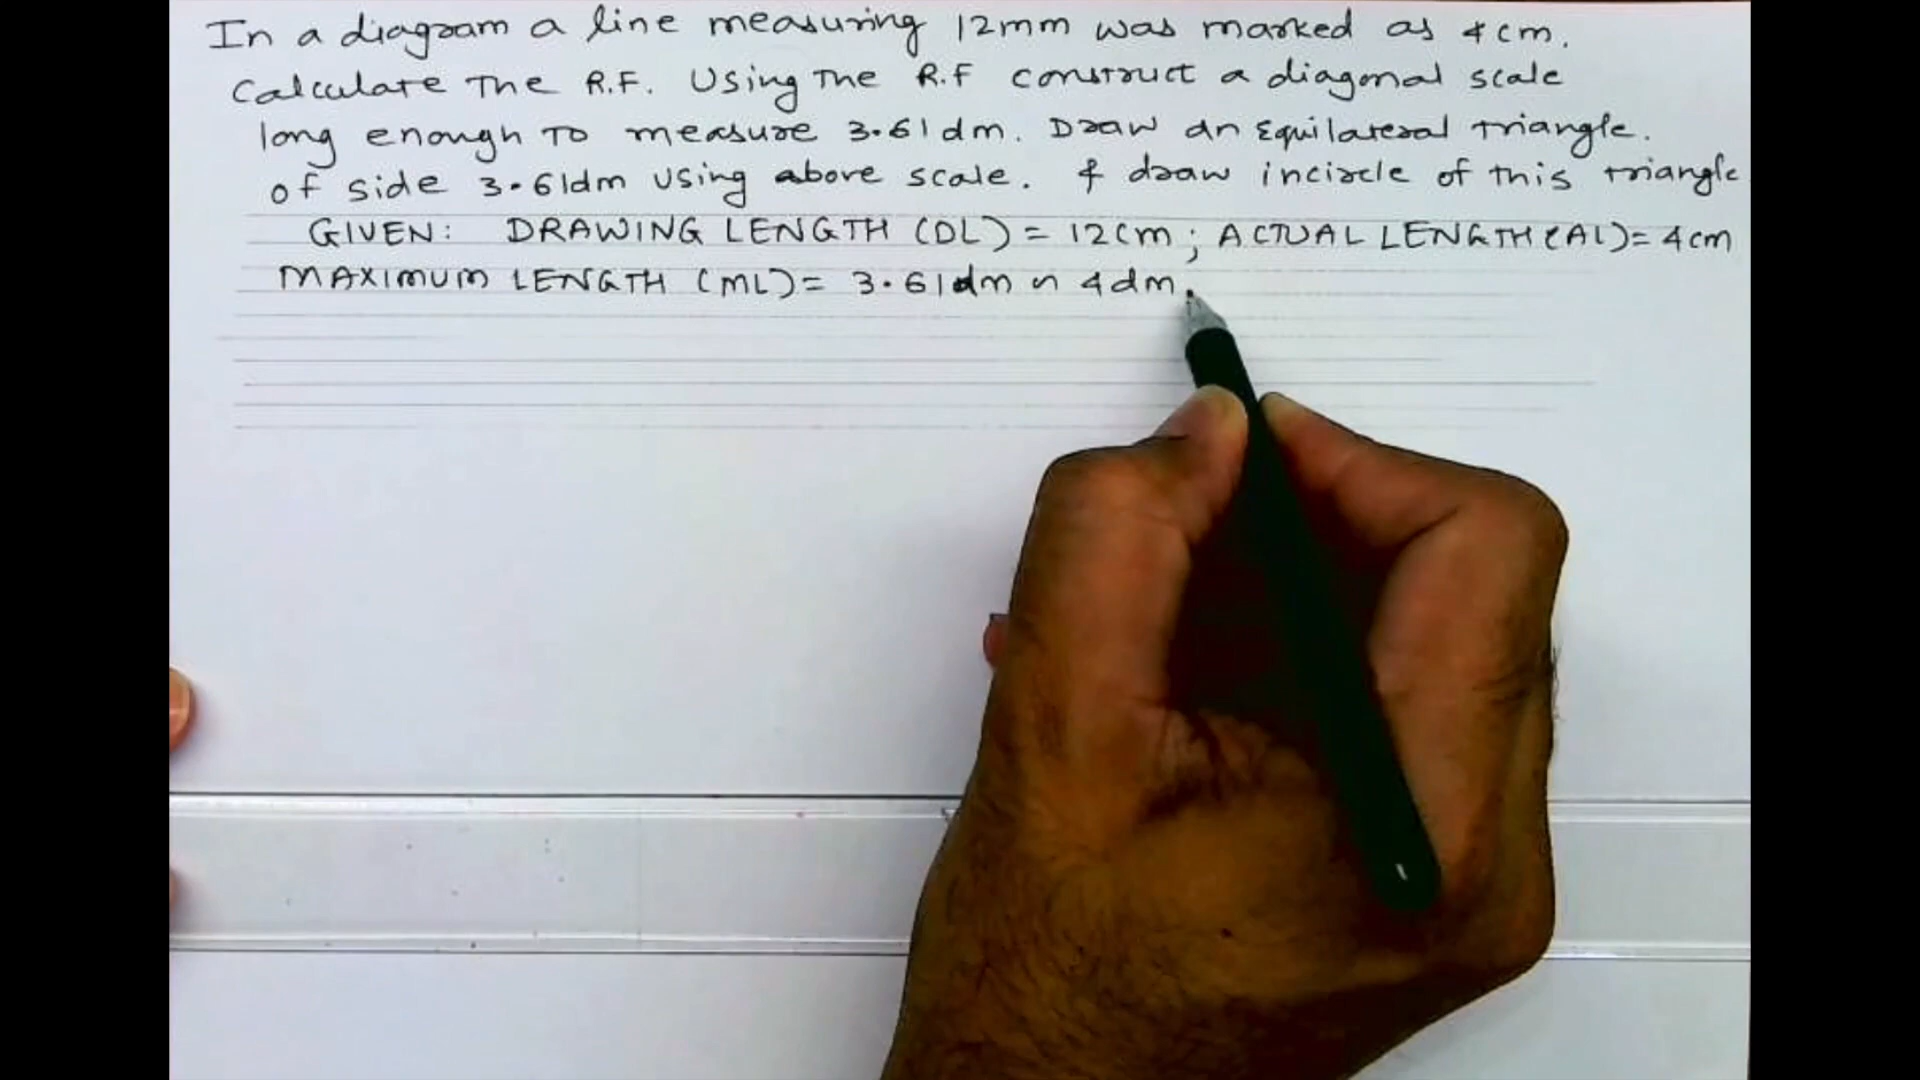 In a diagram a line measuring 12mm was marked as 4cm.
Calculate The R.F. Using The R.F construct a diagonal scale
long enough To measure 3.61dm. Draw an Equilateral triangle.
of side 3.61dm using above scale. & draw incircle of this triangle
GIVEN: DRAWING LENGTH (DL) = 12cm; ACTUAL LENGTH (AL) = 4cm
MAXIMUM LENGTH (ML) = 3.61dm ~ 4dm.